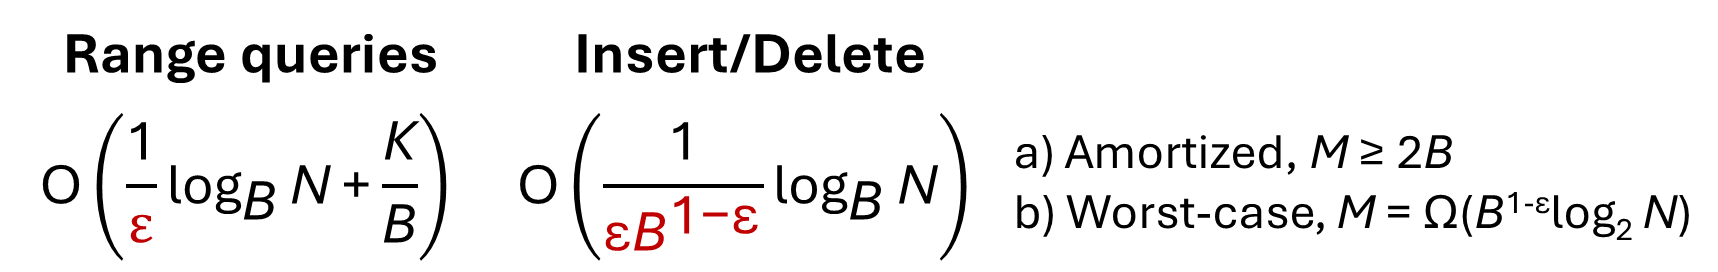 Range queries Insert/Delete
O(1/ε log_B N + K/B) O(1/(εB^{1−ε}) log_B N)
a) Amortized, M ≥ 2B
b) Worst-case, M = Ω(B^{1-ε}log_2 N)